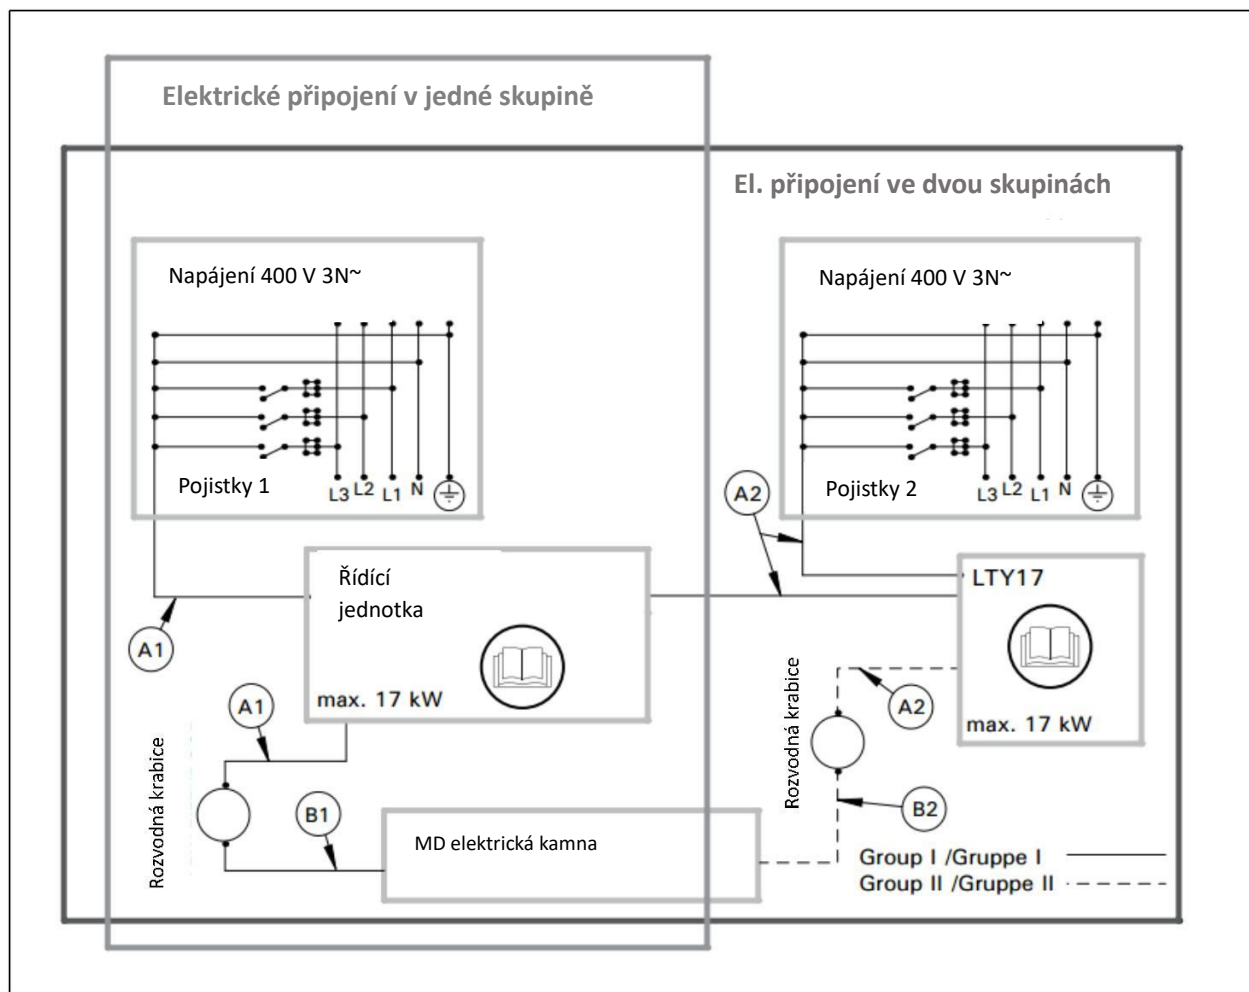 Elektrické připojení v jedné skupině
El. připojení ve dvou skupinách
Napájení 400 V 3N~
Pojistky 1
L3 L2 L1 N
Napájení 400 V 3N~
Pojistky 2
L3 L2 L1 N
A2
A1
Řídící
jednotka
max. 17 kW
LTY17
max. 17 kW
A1
A2
Rozvodná krabice
Rozvodná krabice
B1
B2
MD elektrická kamna
Group I /Gruppe I
Group II /Gruppe II